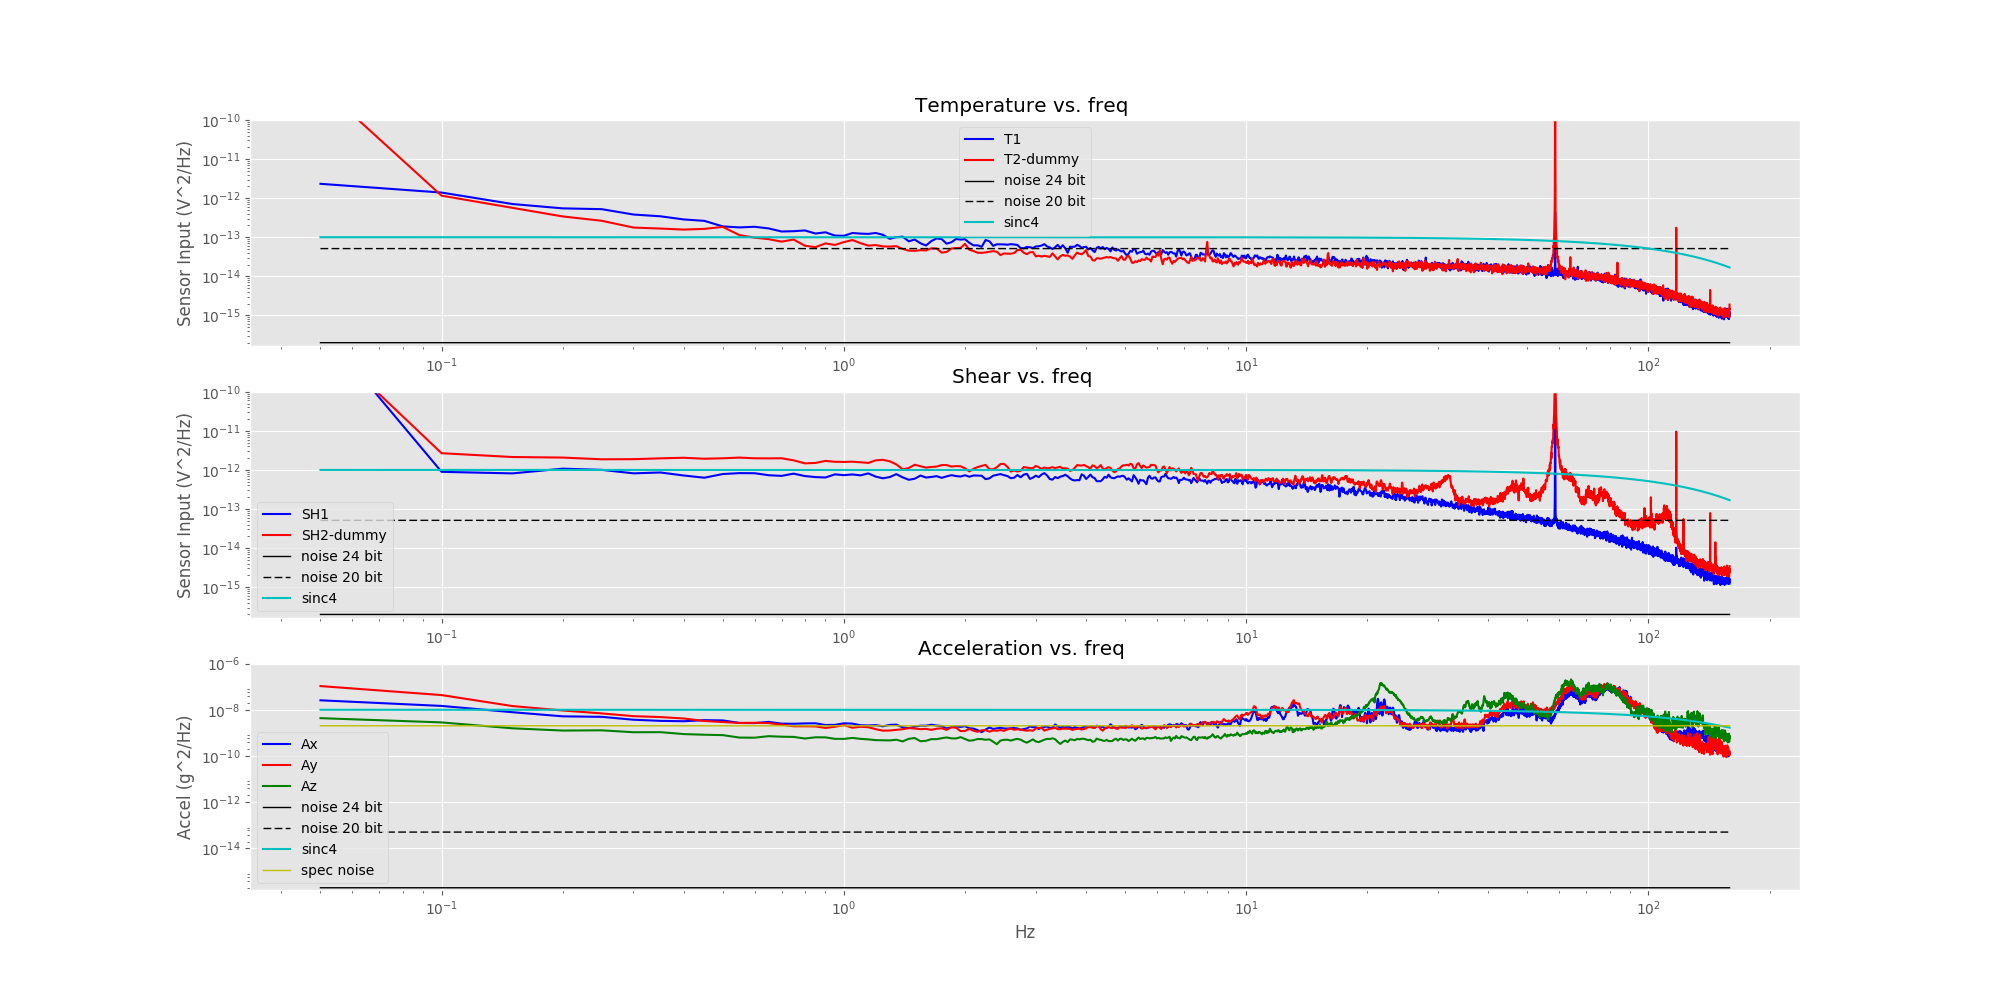 Temperature vs. freq
Sensor Input (V^2/Hz)
10⁻¹⁰
10⁻¹¹
10⁻¹²
10⁻¹³
10⁻¹⁴
10⁻¹⁵
T1
T2-dummy
noise 24 bit
noise 20 bit
sinc4
10⁻¹ 10⁰ 10¹ 10²
Shear vs. freq
Sensor Input (V^2/Hz)
10⁻¹⁰
10⁻¹¹
10⁻¹²
10⁻¹³
10⁻¹⁴
10⁻¹⁵
SH1
SH2-dummy
noise 24 bit
noise 20 bit
sinc4
10⁻¹ 10⁰ 10¹ 10²
Acceleration vs. freq
Accel (g^2/Hz)
10⁻⁶
10⁻⁸
10⁻¹⁰
10⁻¹²
10⁻¹⁴
Ax
Ay
Az
noise 24 bit
noise 20 bit
sinc4
spec noise
10⁻¹ 10⁰ 10¹ 10²
Hz